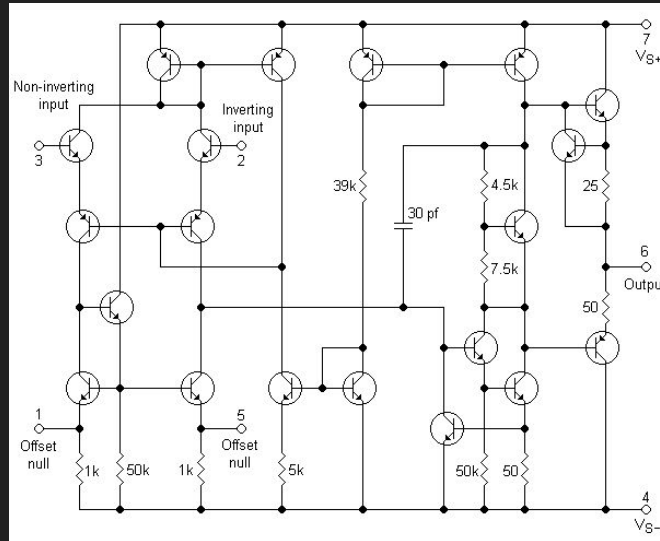 7
VS+
Non-inverting
input
3
Inverting
input
2
39k
30 pf
4.5k
7.5k
25
6
Outpu
50
1
Offset
null
5
Offset
null
1k
50k
1k
5k
50k
50
4
VS-